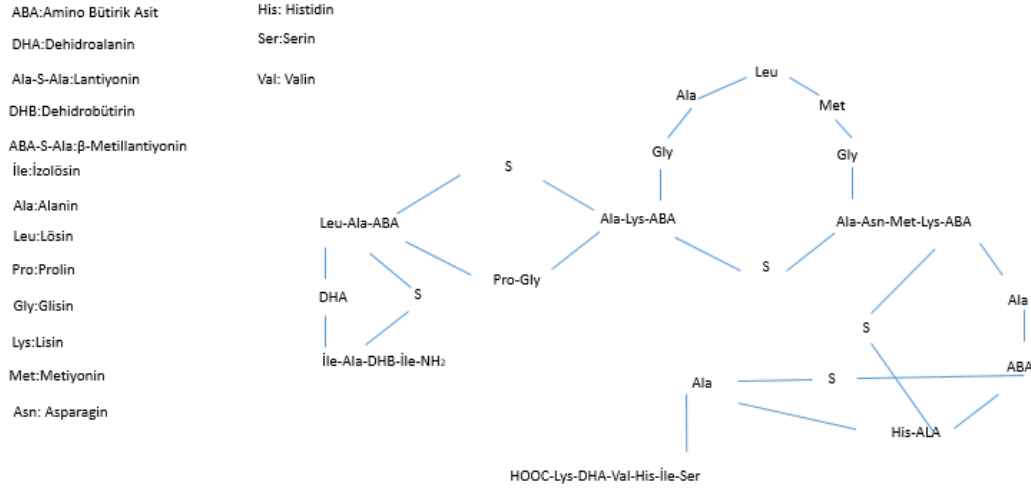 ABA:Amino Bütirik Asit
DHA:Dehidroalanin
Ala-S-Ala:Lantiyonin
DHB:Dehidrobütirin
ABA-S-Ala:β-Metillantiyonin
İle:İzolösin
Ala:Alanin
Leu:Lösin
Pro:Prolin
Gly:Glisin
Lys:Lisin
Met:Metiyonin
Asn: Asparagin
His: Histidin
Ser:Serin
Val: Valin
Leu
Ala
Met
Gly
Gly
S
Leu-Ala-ABA
Ala-Lys-ABA
Ala-Asn-Met-Lys-ABA
S
Pro-Gly
DHA
S
Ala
S
İle-Ala-DHB-İle-NH₂
ABA
S
Ala
His-ALA
HOOC-Lys-DHA-Val-His-İle-Ser